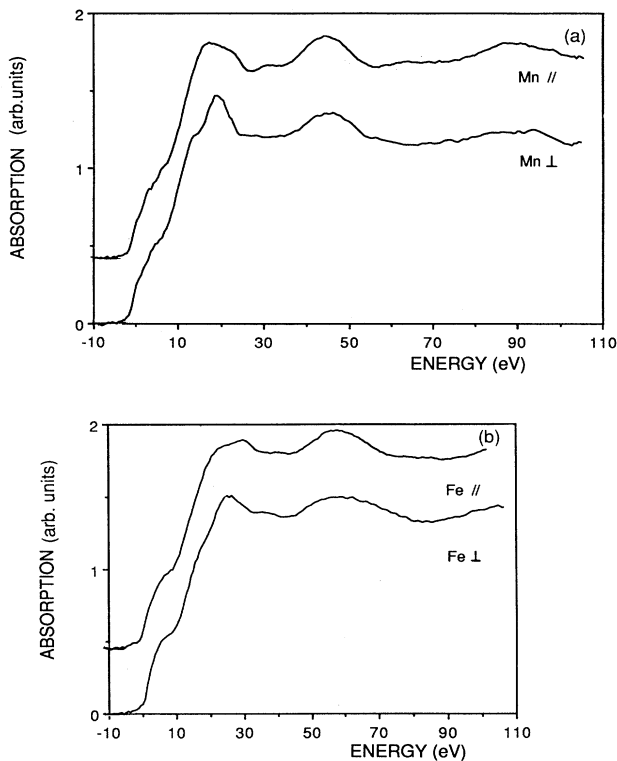 (a)
2
1
0
ABSORPTION (arb.units)
Mn //
Mn ⊥
-10 10 30 50 70 90 110
ENERGY (eV)
(b)
2
1
0
ABSORPTION (arb. units)
Fe //
Fe ⊥
-10 10 30 50 70 90 110
ENERGY (eV)